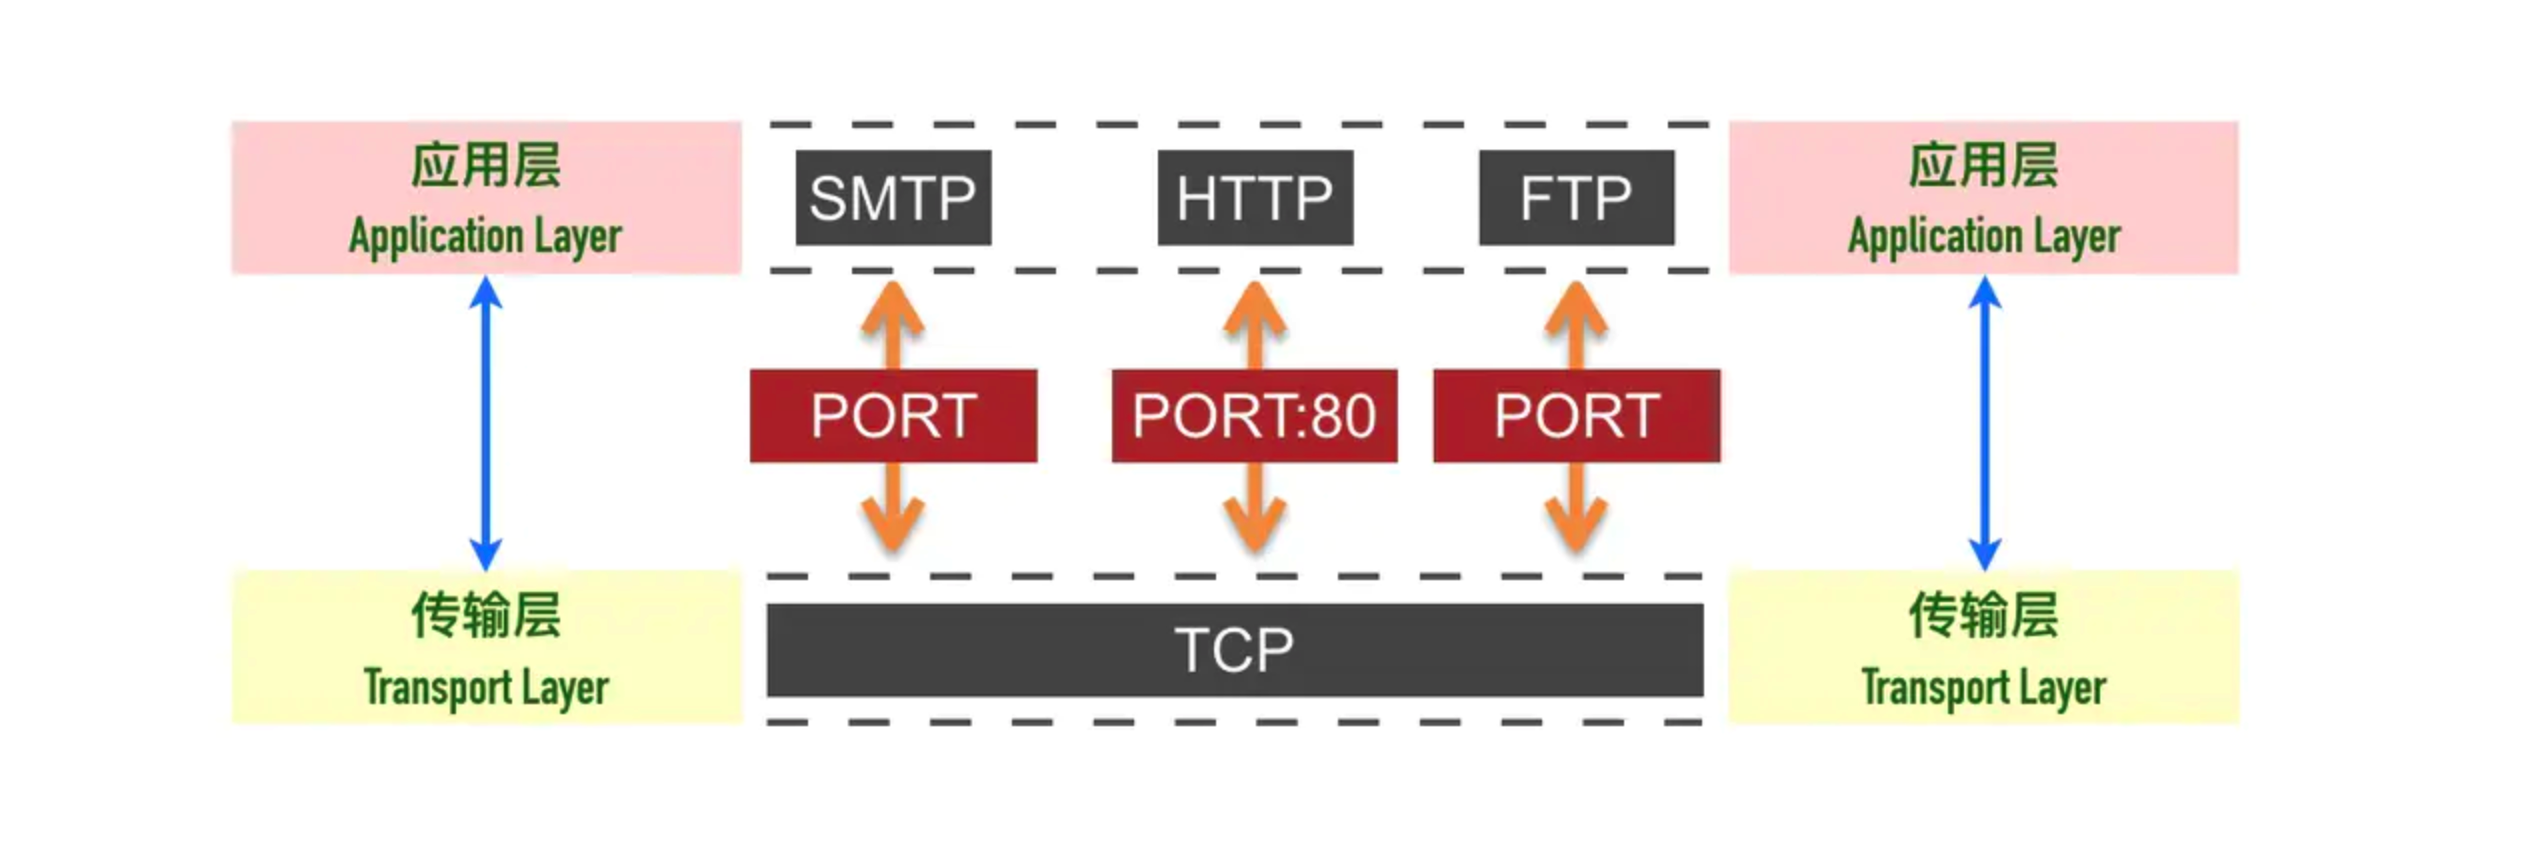 应用层
Application Layer
SMTP
HTTP
FTP
应用层
Application Layer
PORT
PORT:80
PORT
传输层
Transport Layer
TCP
传输层
Transport Layer